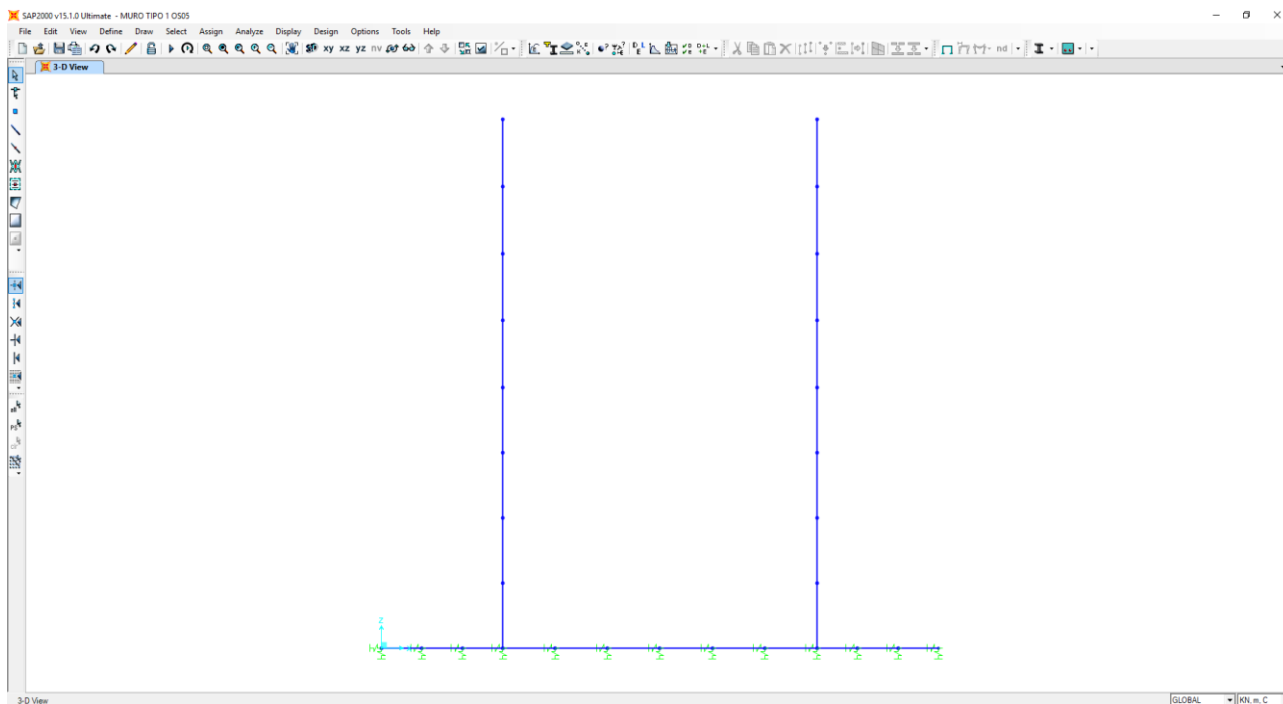 SAP2000 v15.1.0 Ultimate - MURO TIPO 1 OS05
File Edit View Define Draw Select Assign Analyze Display Design Options Tools Help
xy xz yz nv nd
3-D View
Z
3-D View GLOBAL KN, m, C